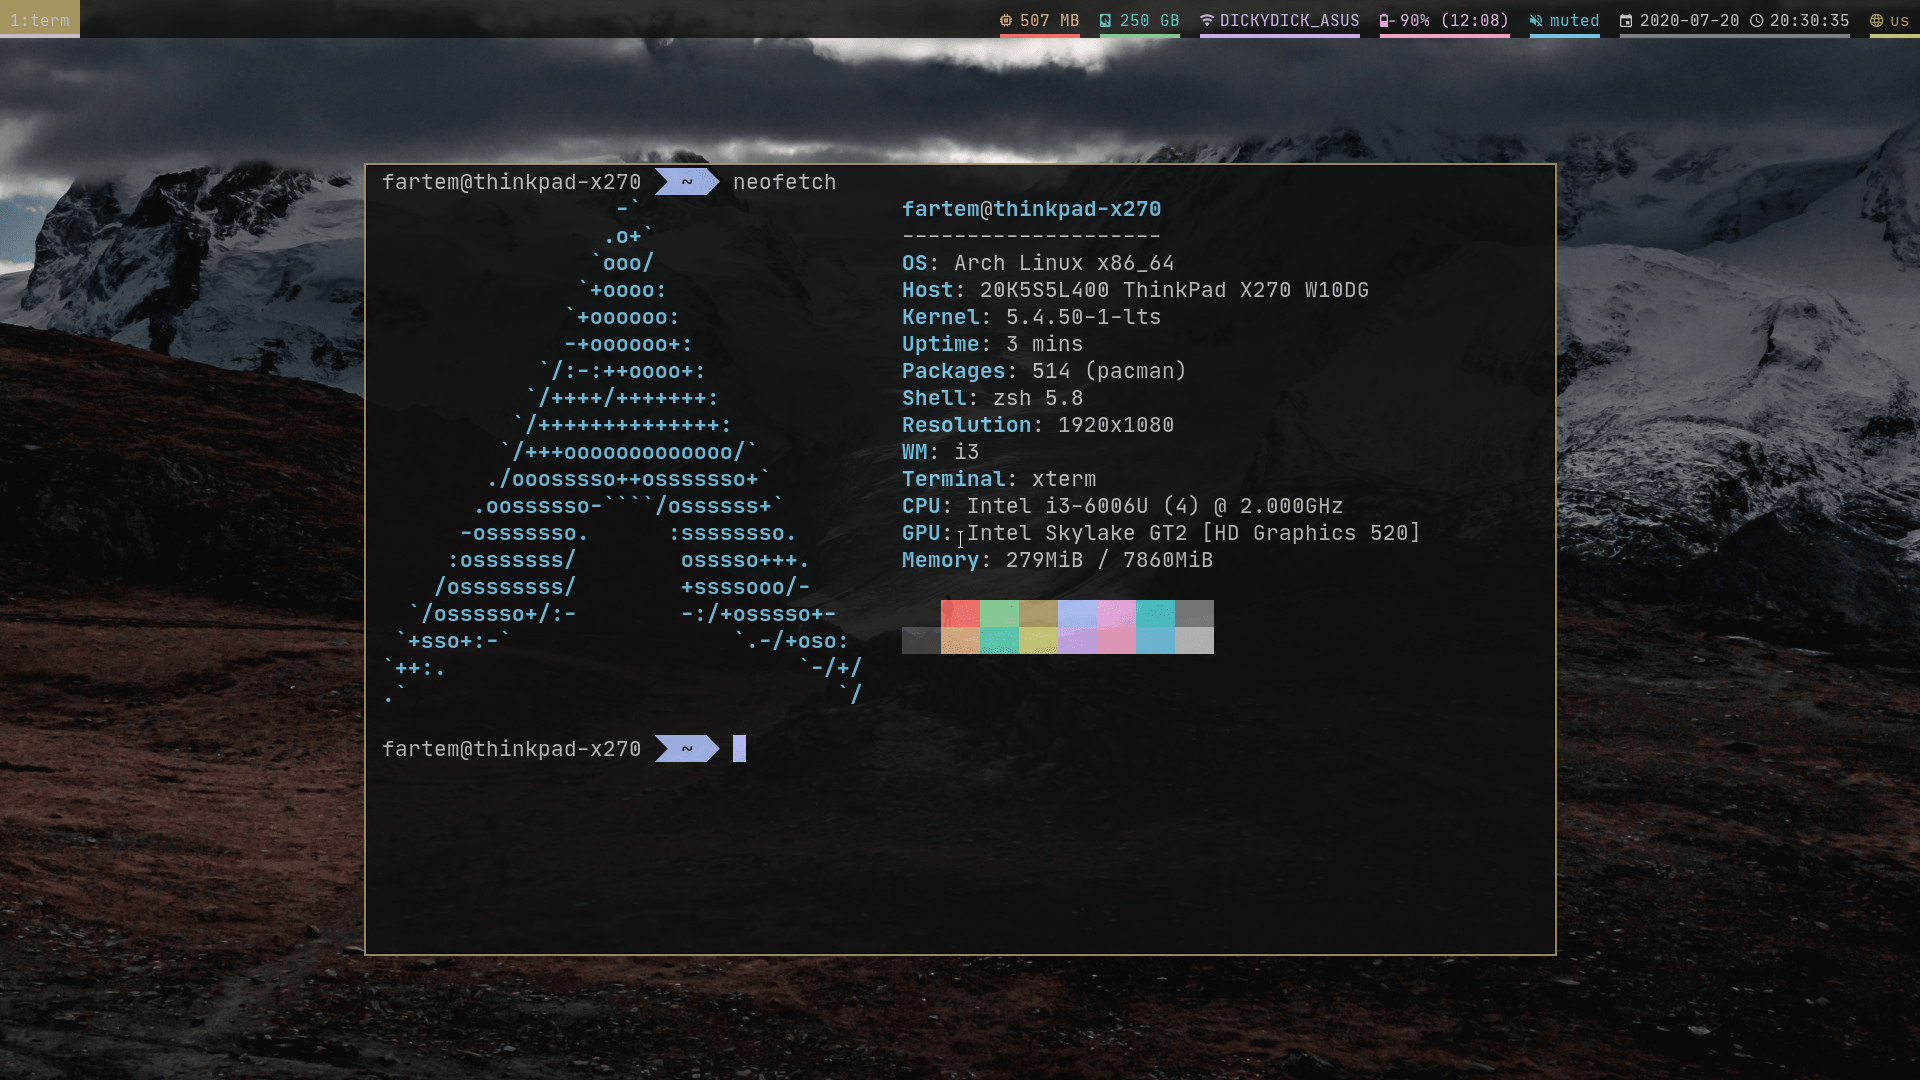 1:term 507 MB 250 GB DICKYDICK_ASUS 90% (12:08) muted 2020-07-20 20:30:35 us
fartem@thinkpad-x270 ~ neofetch
-` fartem@thinkpad-x270
.o+` --------------------
`ooo/ OS: Arch Linux x86_64
`+oooo: Host: 20K5S5L400 ThinkPad X270 W10DG
`+oooooo: Kernel: 5.4.50-1-lts
-+oooooo+: Uptime: 3 mins
`/:-:++oooo+: Packages: 514 (pacman)
`/++++/+++++++: Shell: zsh 5.8
`/++++++++++++++: Resolution: 1920x1080
`/+++ooooooooooooo/` WM: i3
./ooosssso++osssssso+` Terminal: xterm
.oossssso-````/ossssss+` CPU: Intel i3-6006U (4) @ 2.000GHz
-osssssso. :ssssssso. GPU: Intel Skylake GT2 [HD Graphics 520]
:osssssss/ osssso+++. Memory: 279MiB / 7860MiB
/ossssssss/ +ssssooo/-
`/ossssso+/:- -:/+osssso+-
`+sso+:-` `.-/+oso:
`++:. `-/+/
.` `/
fartem@thinkpad-x270 ~